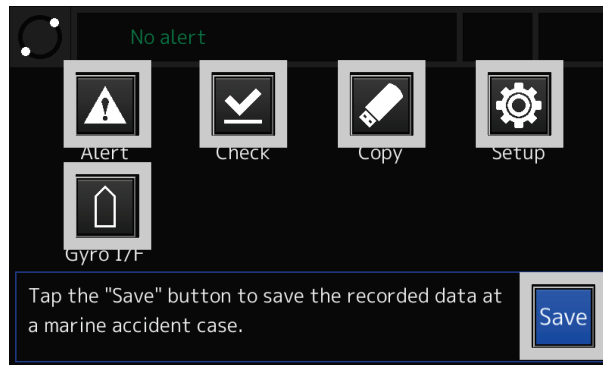 No alert
Alert Check Copy Setup
Gyro I/F
Tap the "Save" button to save the recorded data at
a marine accident case.
Save